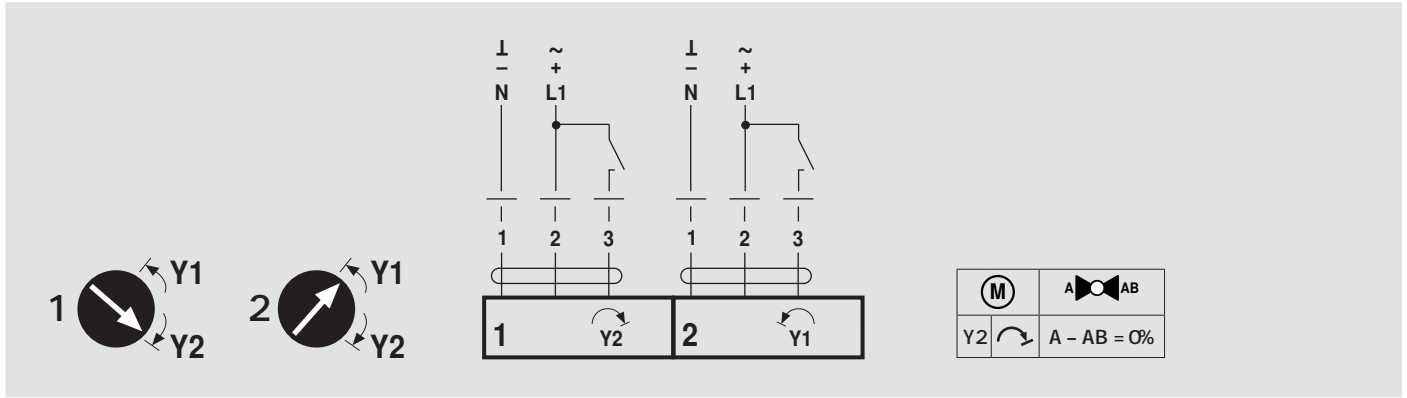 ⊥ ~ ⊥ ~
– + – +
N L1 N L1
1 2 3 1 2 3
1 Y1 Y2
2 Y1 Y2
1 Y2 2 Y1
M A AB
Y2 A – AB = 0%